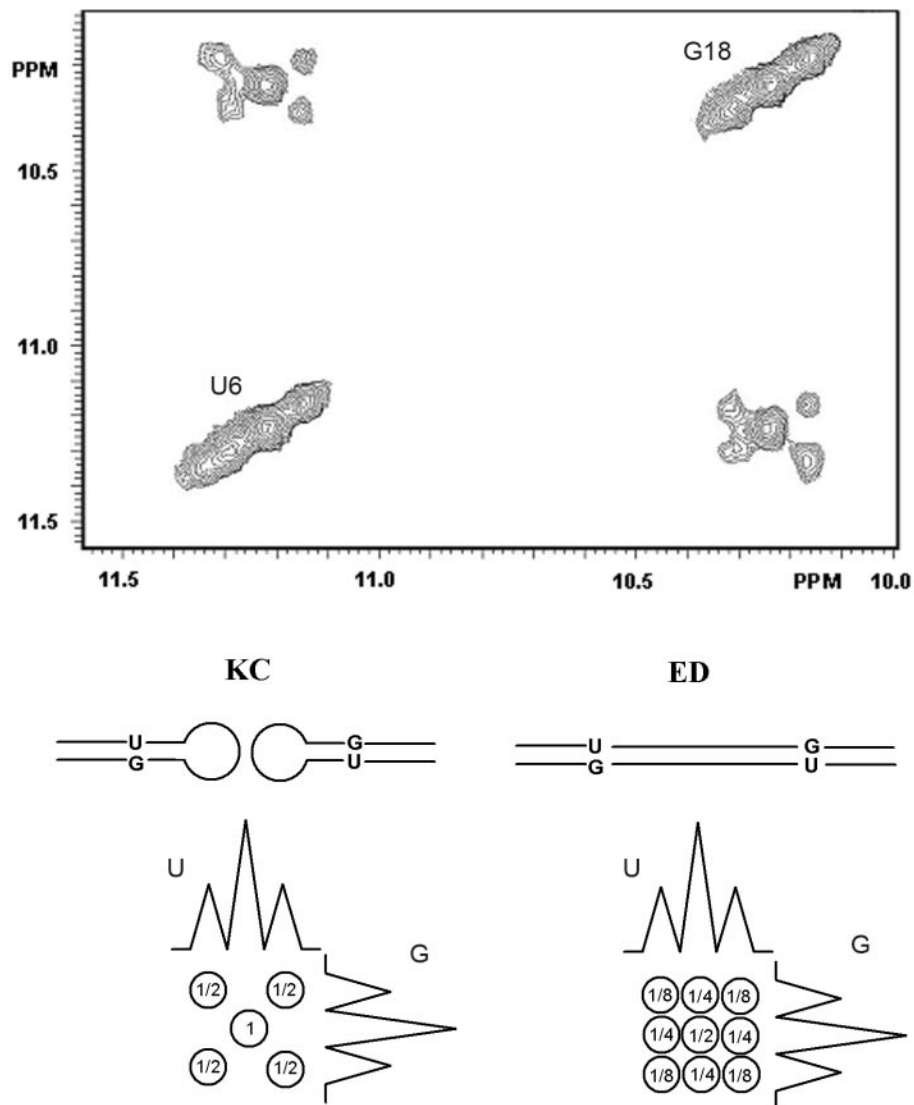 PPM
G18
10.5
11.0
U6
11.5
11.5 11.0 10.5 PPM 10.0
KC ED
U G U G
G U G U
U U
G G
1/2 1/2 1/8 1/4 1/8
1 1/4 1/2 1/4
1/2 1/2 1/8 1/4 1/8